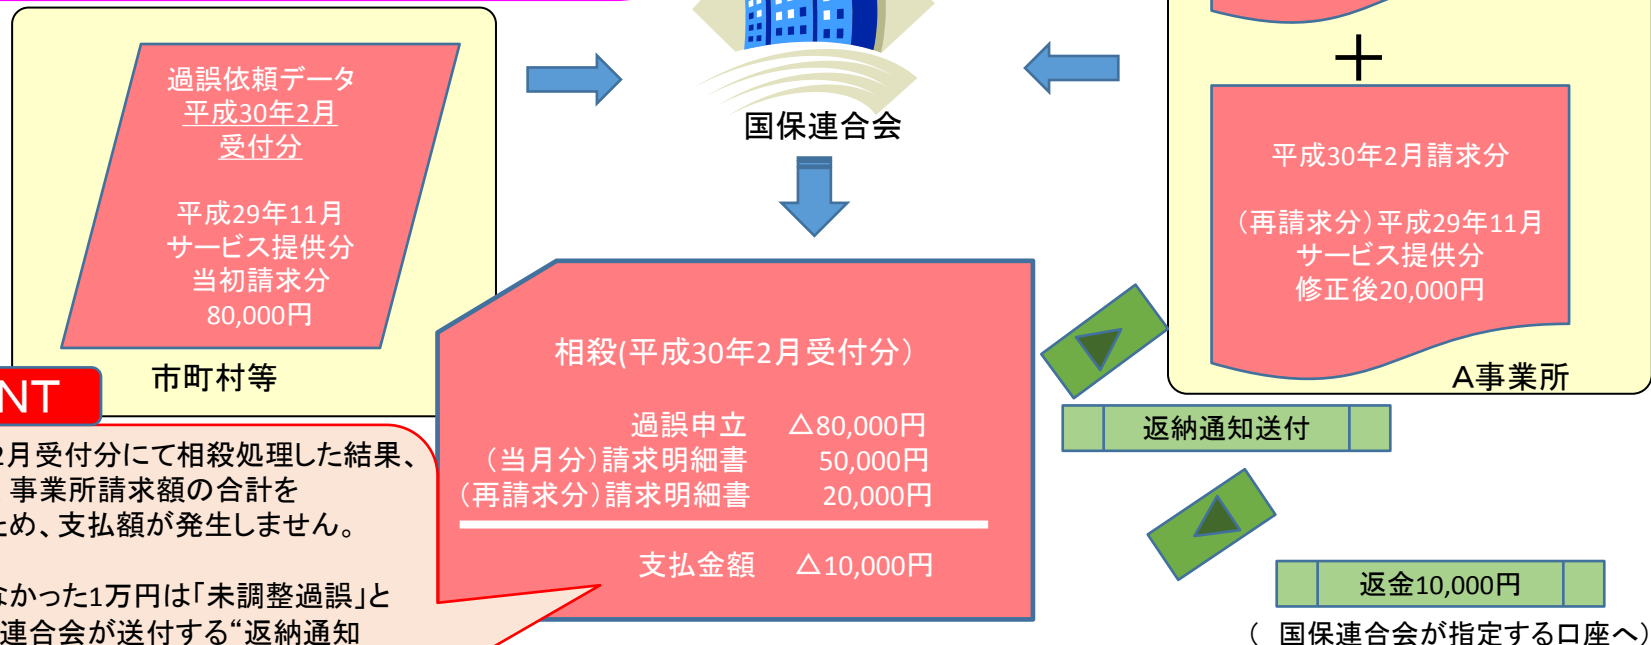 過誤依頼データ
平成30年2月
受付分
平成29年11月
サービス提供分
当初請求分
80,000円
市町村等
国保連合会
+
平成30年2月請求分
(再請求分)平成29年11月
サービス提供分
修正後20,000円
A事業所
相殺(平成30年2月受付分)
過誤申立 △80,000円
(当月分)請求明細書 50,000円
(再請求分)請求明細書 20,000円
支払金額 △10,000円
返納通知送付
返金10,000円
( 国保連合会が指定する口座へ)
NT
2月受付分にて相殺処理した結果、
事業所請求額の合計を
ため、支払額が発生しません。
なかった1万円は「未調整過誤」と
連合会が送付する“返納通知